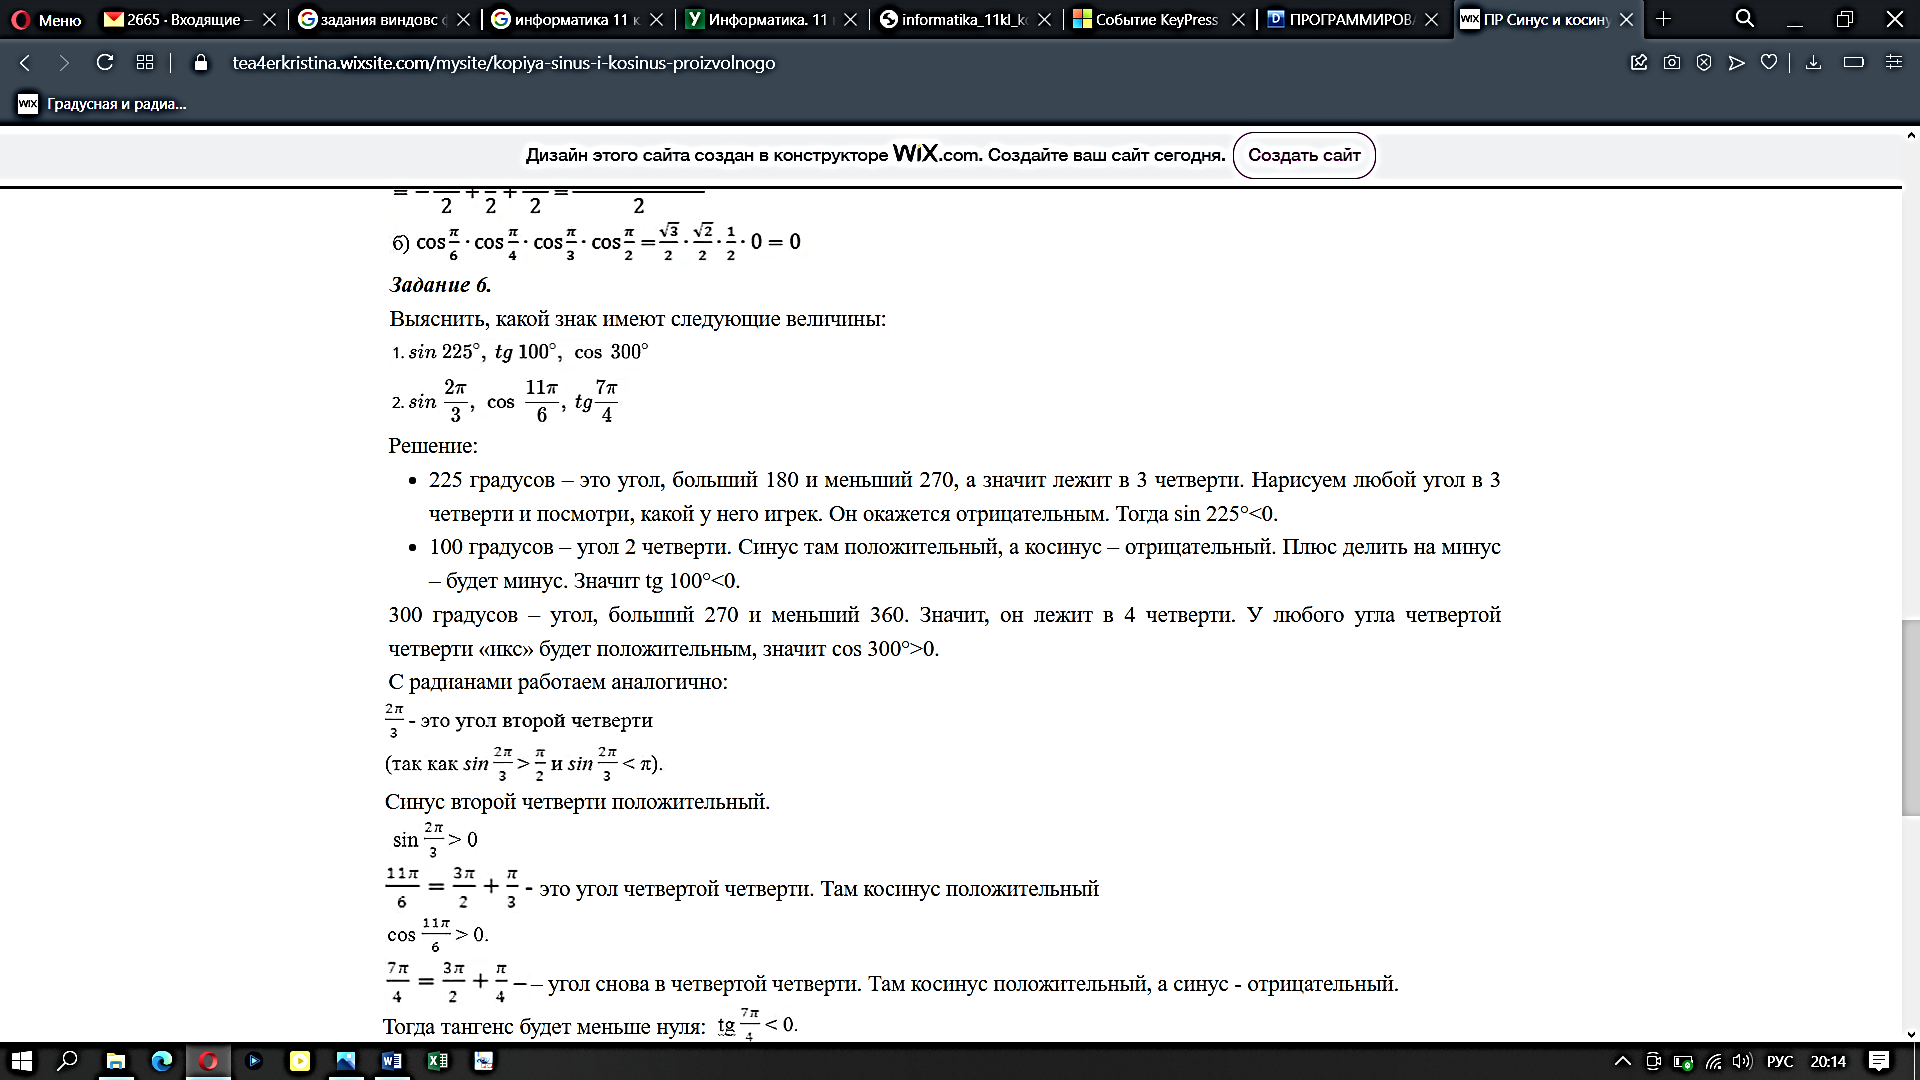 Меню
2665 - Входящие –
задания виндовс
информатика 11 к
Информатика. 11
informatika_11kl_k
Событие KeyPress
ПРОГРАММИРОВА
ПР Синус и косину
tea4erkristina.wixsite.com/mysite/kopiya-sinus-i-kosinus-proizvolnogo
WIX Градусная и радиа...
Дизайн этого сайта создан в конструкторе WiX.com. Создайте ваш сайт сегодня. Создать сайт
б) cos π/6 · cos π/4 · cos π/3 · cos π/2 = √3/2 · √2/2 · 1/2 · 0 = 0
Задание 6.
Выяснить, какой знак имеют следующие величины:
1. sin 225°, tg 100°, cos 300°
2. sin 2π/3, cos 11π/6, tg 7π/4
Решение:
• 225 градусов – это угол, больший 180 и меньший 270, а значит лежит в 3 четверти. Нарисуем любой угол в 3
четверти и посмотри, какой у него игрек. Он окажется отрицательным. Тогда sin 225°<0.
• 100 градусов – угол 2 четверти. Синус там положительный, а косинус – отрицательный. Плюс делить на минус
– будет минус. Значит tg 100°<0.
300 градусов – угол, больший 270 и меньший 360. Значит, он лежит в 4 четверти. У любого угла четвертой
четверти «икс» будет положительным, значит cos 300°>0.
С радианами работаем аналогично:
2π/3 - это угол второй четверти
(так как sin 2π/3 > π/2 и sin 2π/3 < π).
Синус второй четверти положительный.
sin 2π/3 > 0
11π/6 = 3π/2 + π/3 - это угол четвертой четверти. Там косинус положительный
cos 11π/6 > 0.
7π/4 = 3π/2 + π/4 – – угол снова в четвертой четверти. Там косинус положительный, а синус - отрицательный.
Тогда тангенс будет меньше нуля: tg 7π/4 < 0.
РУС 20:14